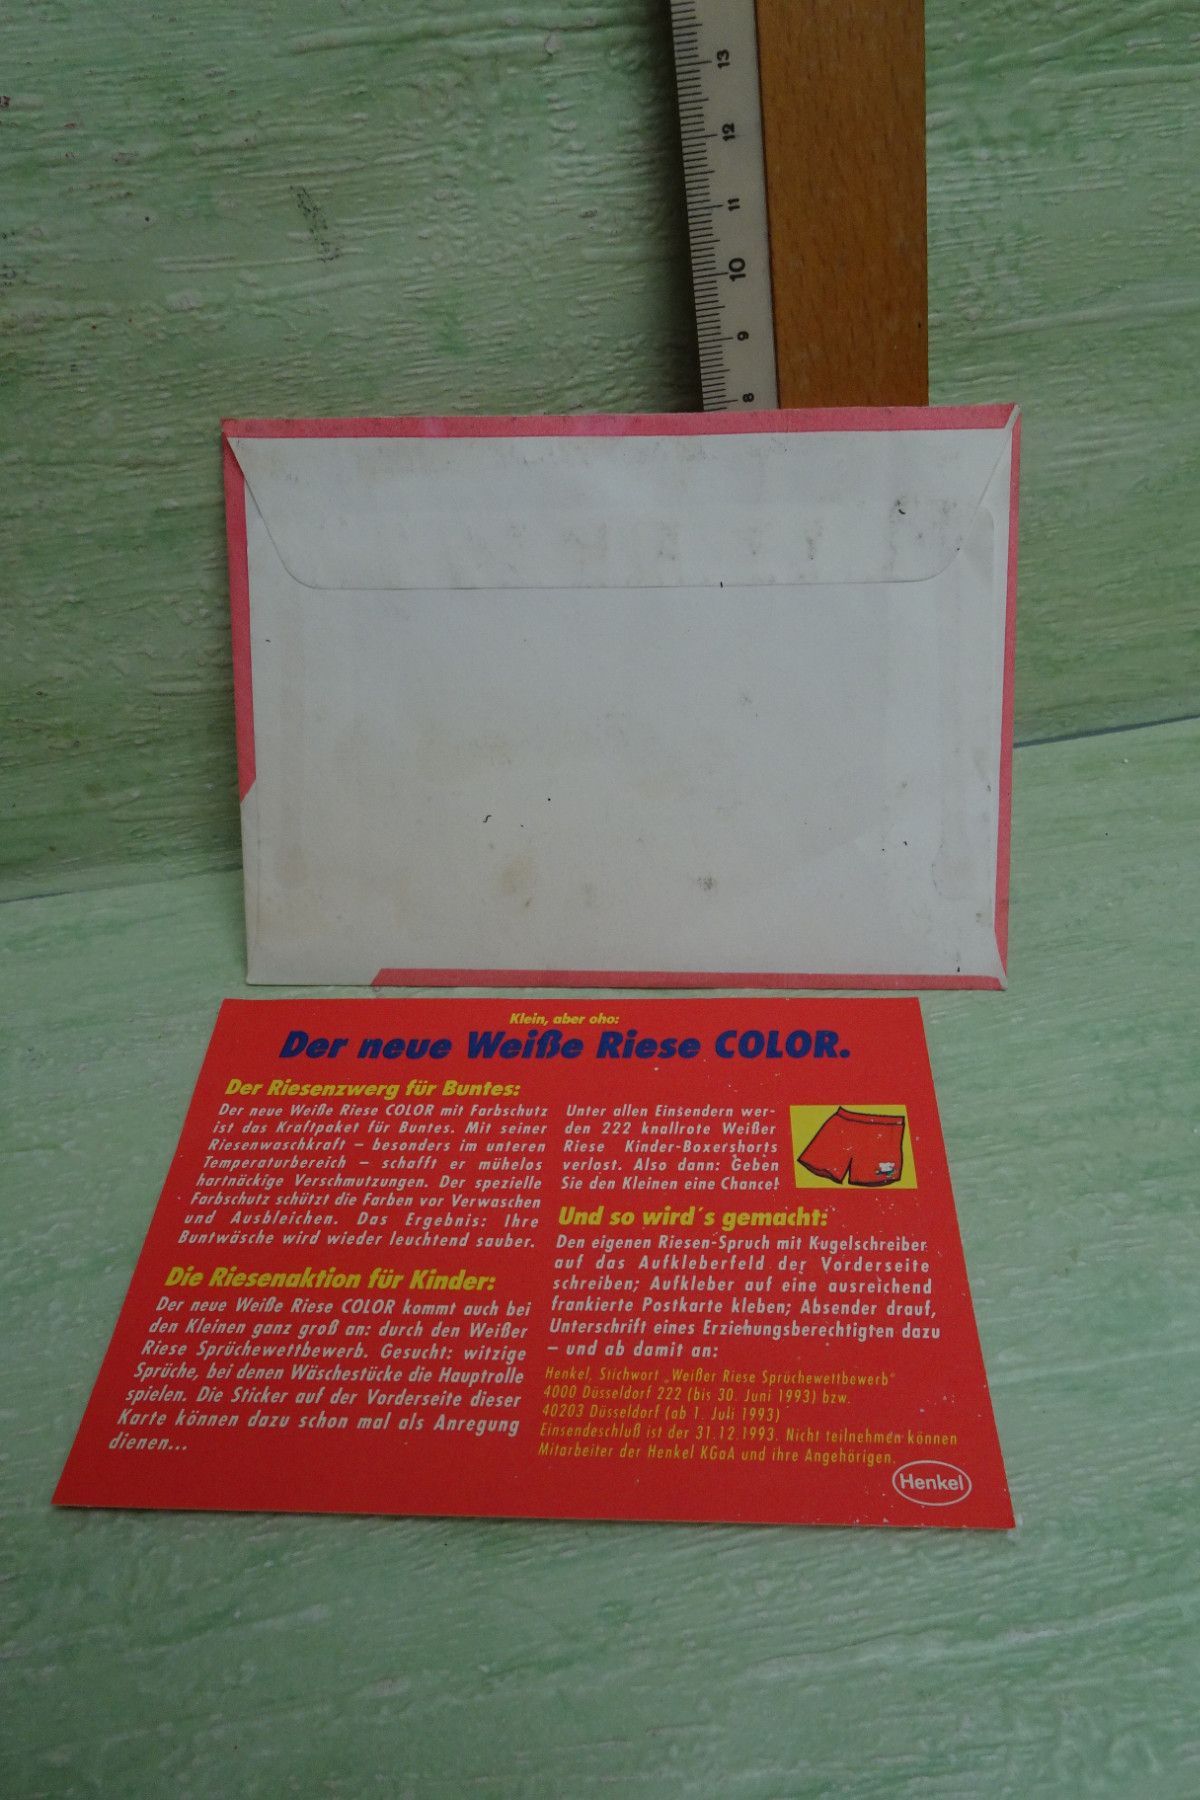 13
12
11
10
9
8
Klein, aber oho:
Der neue Weiße Riese COLOR.
Der Riesenzwerg für Buntes:
Der neue Weiße Riese COLOR mit Farbschutz
ist das Kraftpaket für Buntes. Mit seiner
Riesenwaschkraft – besonders im unteren
Temperaturbereich – schafft er mühelos
hartnäckige Verschmutzungen. Der spezielle
Farbschutz schützt die Farben vor Verwaschen
und Ausbleichen. Das Ergebnis: Ihre
Buntwäsche wird wieder leuchtend sauber.
Die Riesenaktion für Kinder:
Der neue Weiße Riese COLOR kommt auch bei
den Kleinen ganz groß an: durch den Weißer
Riese Sprüchewettbewerb. Gesucht: witzige
Sprüche, bei denen Wäschestücke die Hauptrolle
spielen. Die Sticker auf der Vorderseite dieser
Karte können dazu schon mal als Anregung
dienen...
Unter allen Einsendern wer-
den 222 knallrote Weißer
Riese Kinder-Boxershorts
verlost. Also dann: Geben
Sie den Kleinen eine Chance!
Und so wird´s gemacht:
Den eigenen Riesen-Spruch mit Kugelschreiber
auf das Aufkleberfeld der Vorderseite
schreiben; Aufkleber auf eine ausreichend
frankierte Postkarte kleben; Absender drauf,
Unterschrift eines Erziehungsberechtigten dazu
– und ab damit an:
Henkel, Stichwort „Weißer Riese Sprüchewettbewerb"
4000 Düsseldorf 222 (bis 30. Juni 1993) bzw.
40203 Düsseldorf (ab 1. Juli 1993)
Einsendeschluß ist der 31.12.1993. Nicht teilnehmen können
Mitarbeiter der Henkel KGaA und ihre Angehörigen.
Henkel